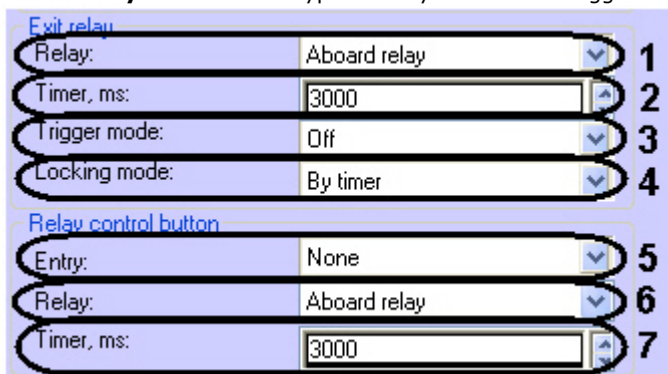 Exit relay
Relay: Aboard relay 1
Timer, ms: 3000 2
Trigger mode: Off 3
Locking mode: By timer 4
Relay control button
Entry: None 5
Relay: Aboard relay 6
Timer, ms: 3000 7